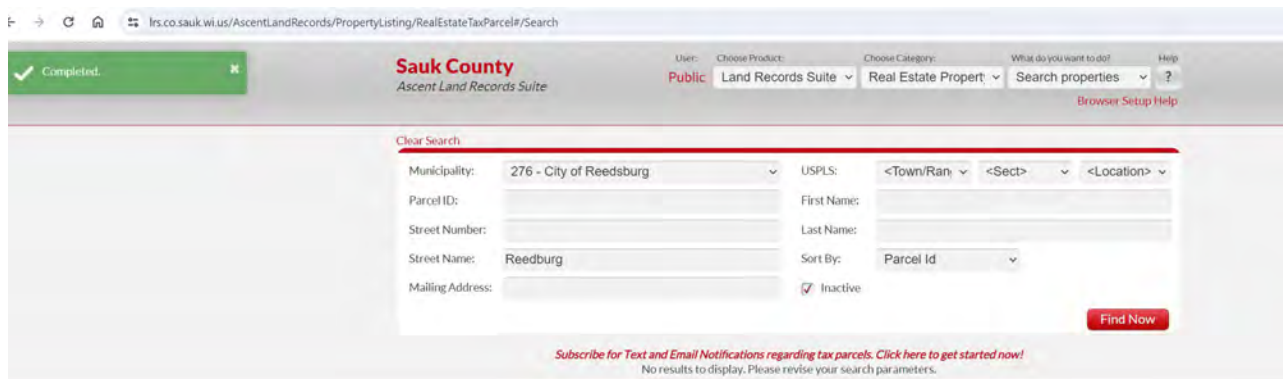 lrs.co.sauk.wi.us/AscentLandRecords/PropertyListing/RealEstateTaxParcel#/Search
Completed.
Sauk County
Ascent Land Records Suite
User: Choose Product: Choose Category: What do you want to do? Help
Public Land Records Suite Real Estate Propert Search properties ?
Browser Setup Help
Clear Search
Municipality: 276 - City of Reedsburg USPLS: <Town/Ran <Sect> <Location>
Parcel ID: First Name:
Street Number: Last Name:
Street Name: Reedburg Sort By: Parcel Id
Mailing Address: Inactive
Find Now
Subscribe for Text and Email Notifications regarding tax parcels. Click here to get started now!
No results to display. Please revise your search parameters.